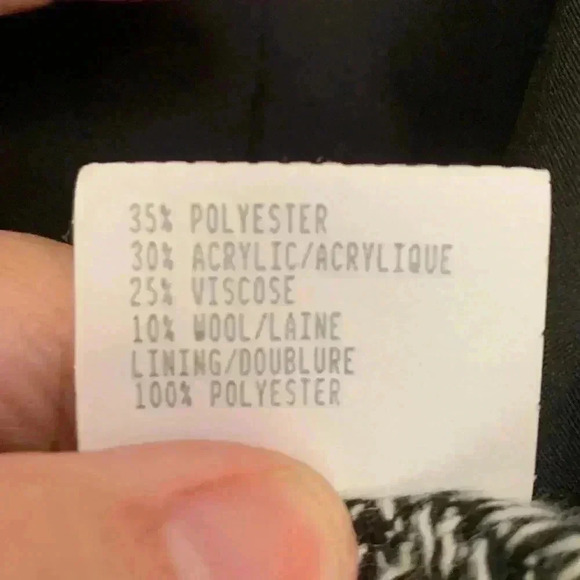 35% POLYESTER
30% ACRYLIC/ACRYLIQUE
25% VISCOSE
10% WOOL/LAINE
LINING/DOUBLURE
100% POLYESTER